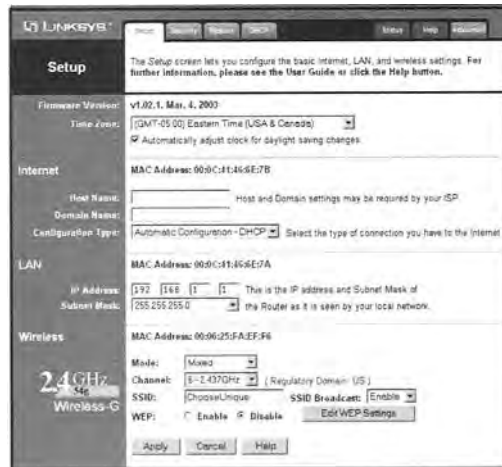 LINKSYS®
Setup Security System DHCP Status Help Advanced
Setup
The Setup screen lets you configure the basic Internet, LAN, and wireless settings. For
further information, please see the User Guide or click the Help button.
Firmware Version: v1.02.1, Mar. 4, 2003
Time Zone: (GMT-05:00) Eastern Time (USA & Canada)
Automatically adjust clock for daylight saving changes.
Internet MAC Address: 00:0C:41:46:6E:7B
Host Name: Host and Domain settings may be required by your ISP.
Domain Name:
Configuration Type: Automatic Configuration - DHCP Select the type of connection you have to the Internet
LAN MAC Address: 00:0C:41:46:6E:7A
IP Address: 192 168 1 1 This is the IP address and Subnet Mask of
Subnet Mask: 255.255.255.0 the Router as it is seen by your local network.
Wireless MAC Address: 00:06:25:FA:EF:F6
Mode: Mixed
Channel: 6 - 2.437GHz ( Regulatory Domain: US )
SSID: ChooseUnique SSID Broadcast: Enable
WEP: Enable Disable Edit WEP Settings
2.4GHz
54g
Wireless-G
Apply Cancel Help